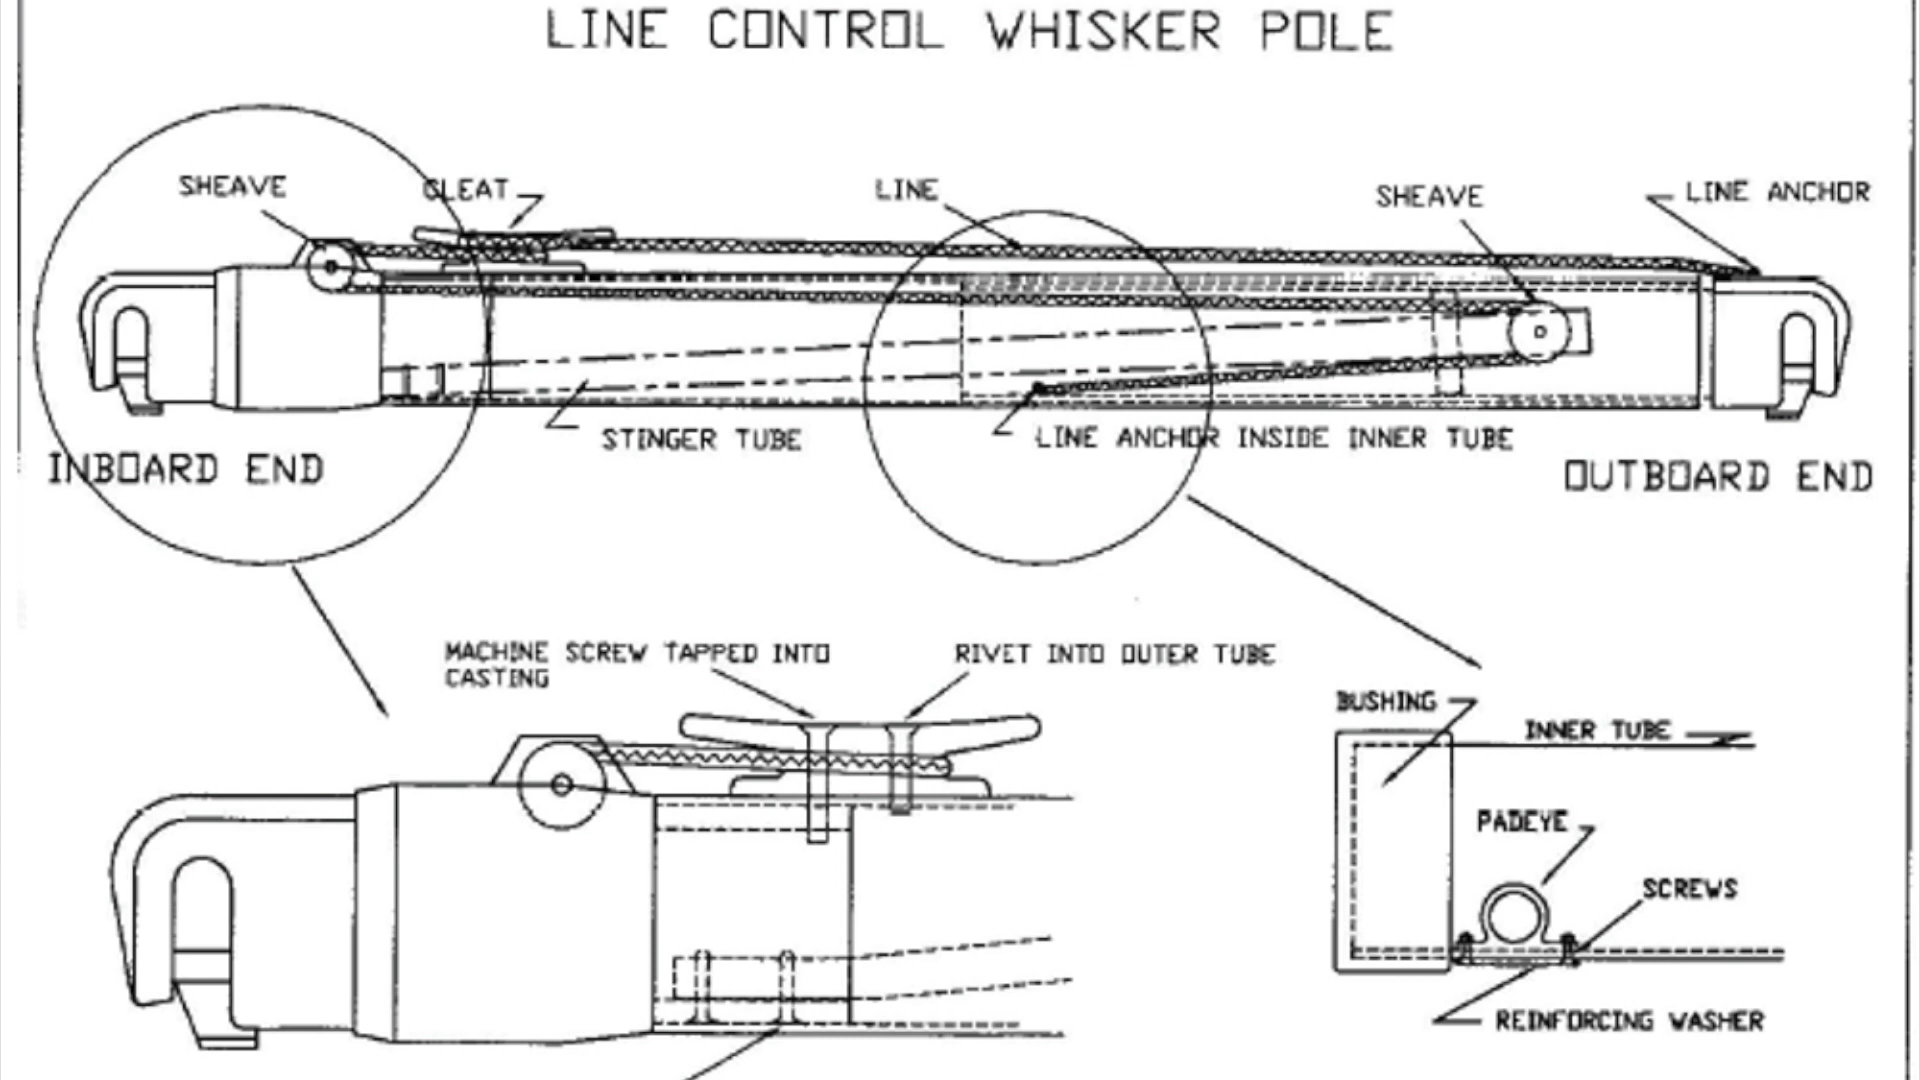 LINE CONTROL WHISKER POLE
SHEAVE
CLEAT
LINE
SHEAVE
LINE ANCHOR
STINGER TUBE
LINE ANCHOR INSIDE INNER TUBE
INBOARD END
OUTBOARD END
MACHINE SCREW TAPPED INTO
CASTING
RIVET INTO OUTER TUBE
BUSHING
INNER TUBE
PADEYE
SCREWS
REINFORCING WASHER